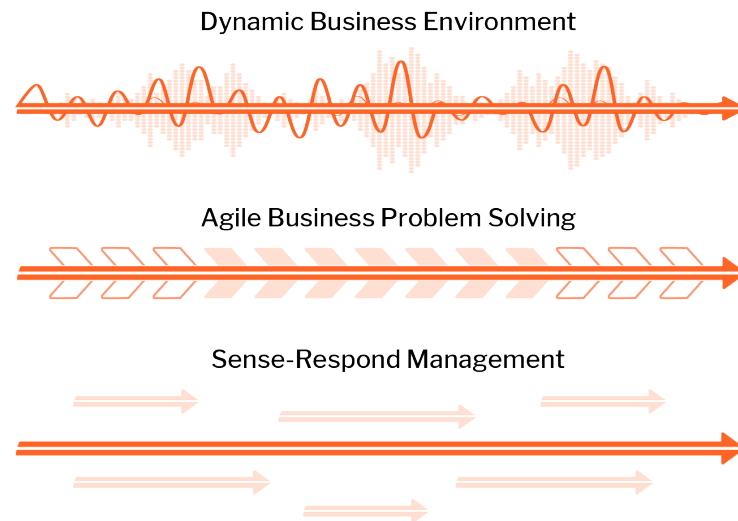 Dynamic Business Environment
Agile Business Problem Solving
Sense-Respond Management